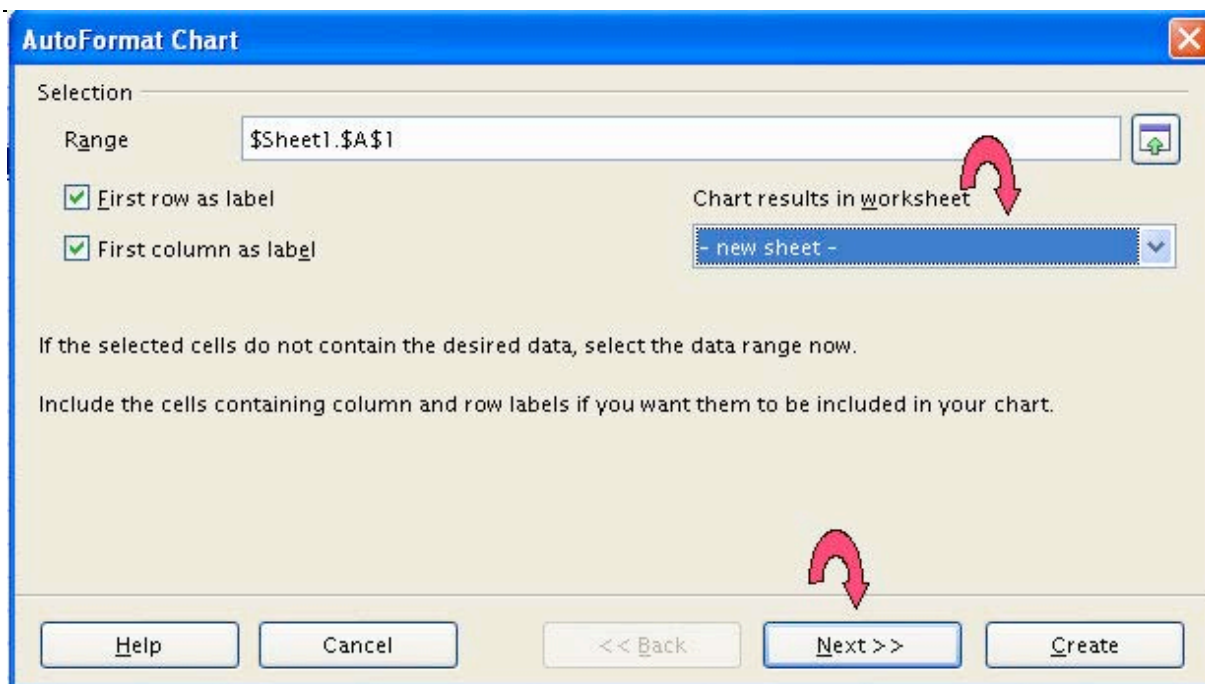 AutoFormat Chart
Selection
Range $Sheet1.$A$1
First row as label
Chart results in worksheet
First column as label
- new sheet -
If the selected cells do not contain the desired data, select the data range now.
Include the cells containing column and row labels if you want them to be included in your chart.
Help Cancel << Back Next >> Create